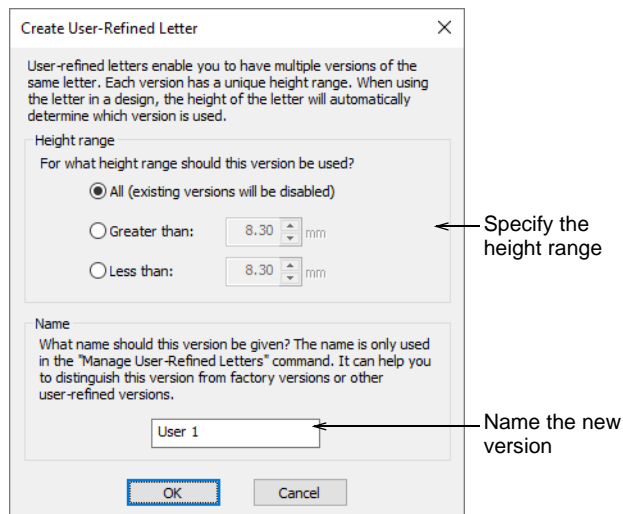 Create User-Refined Letter
User-refined letters enable you to have multiple versions of the
same letter. Each version has a unique height range. When using
the letter in a design, the height of the letter will automatically
determine which version is used.
Height range
For what height range should this version be used?
All (existing versions will be disabled)
Greater than: 8.30 mm
Less than: 8.30 mm
Specify the
height range
Name
What name should this version be given? The name is only used
in the "Manage User-Refined Letters" command. It can help you
to distinguish this version from factory versions or other
user-refined versions.
User 1
Name the new
version
OK Cancel